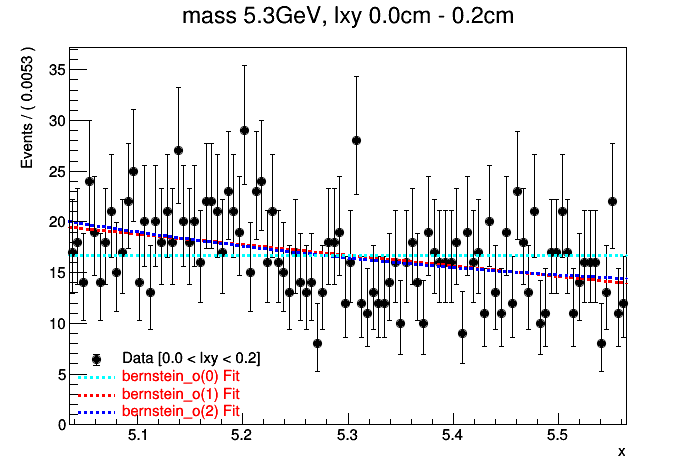 mass 5.3GeV, lxy 0.0cm - 0.2cm
Events / ( 0.0053 )
35
30
25
20
15
10
5
0
Data [0.0 < lxy < 0.2]
bernstein_o(0) Fit
bernstein_o(1) Fit
bernstein_o(2) Fit
5.1 5.2 5.3 5.4 5.5
x